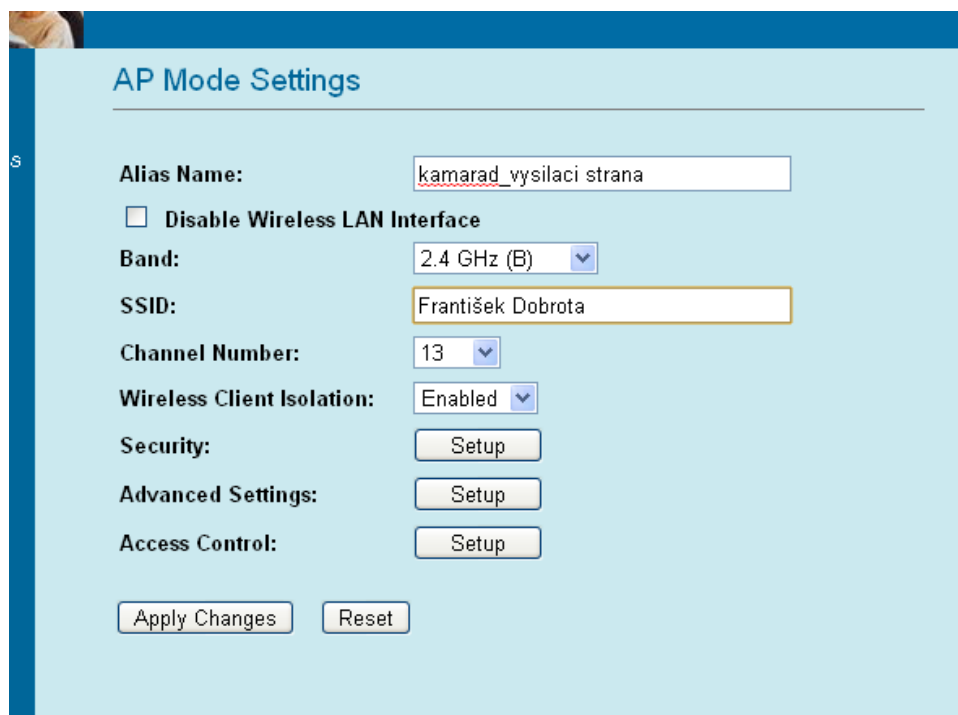 AP Mode Settings
s
Alias Name: kamarad_vysilaci strana
Disable Wireless LAN Interface
Band: 2.4 GHz (B)
SSID: František Dobrota
Channel Number: 13
Wireless Client Isolation: Enabled
Security: Setup
Advanced Settings: Setup
Access Control: Setup
Apply Changes Reset